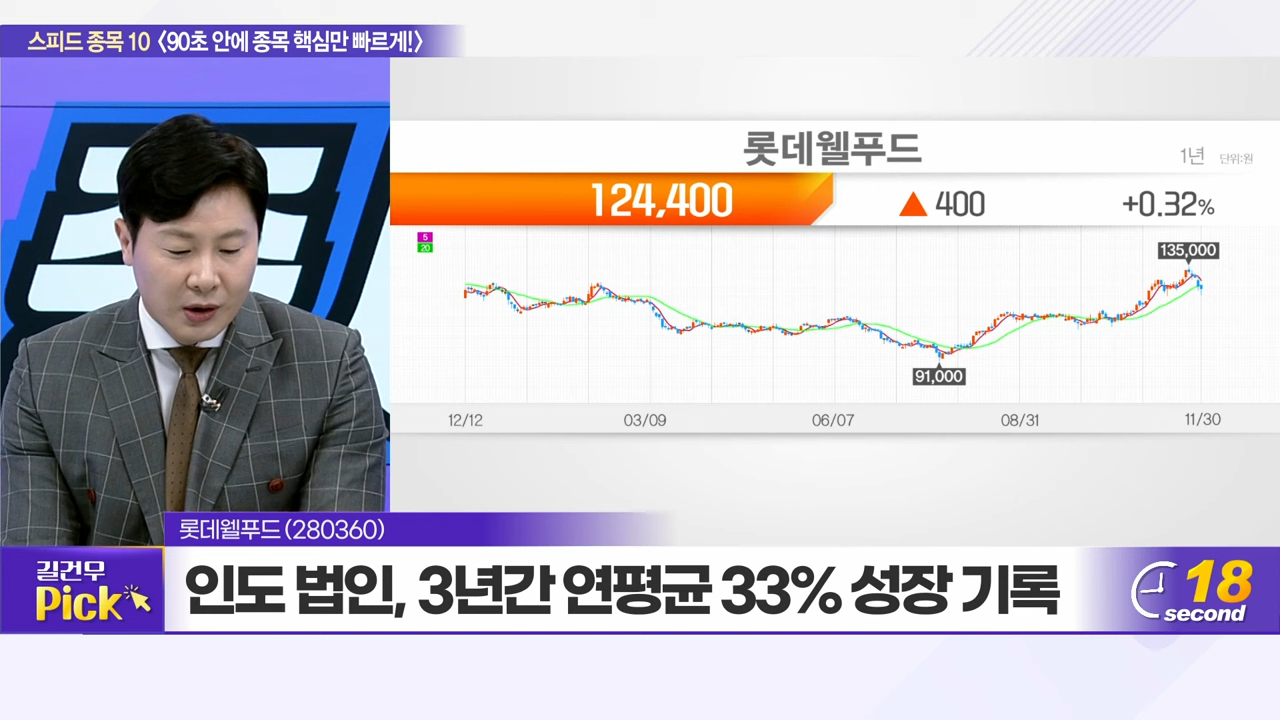 스피드 종목 10 〈90초 안에 종목 핵심만 빠르게!〉
롯데웰푸드
1년 단위:원
124,400 ▲ 400 +0.32%
5
20
135,000
91,000
12/12 03/09 06/07 08/31 11/30
롯데웰푸드 (280360)
길건무
Pick
인도 법인, 3년간 연평균 33% 성장 기록
18
second